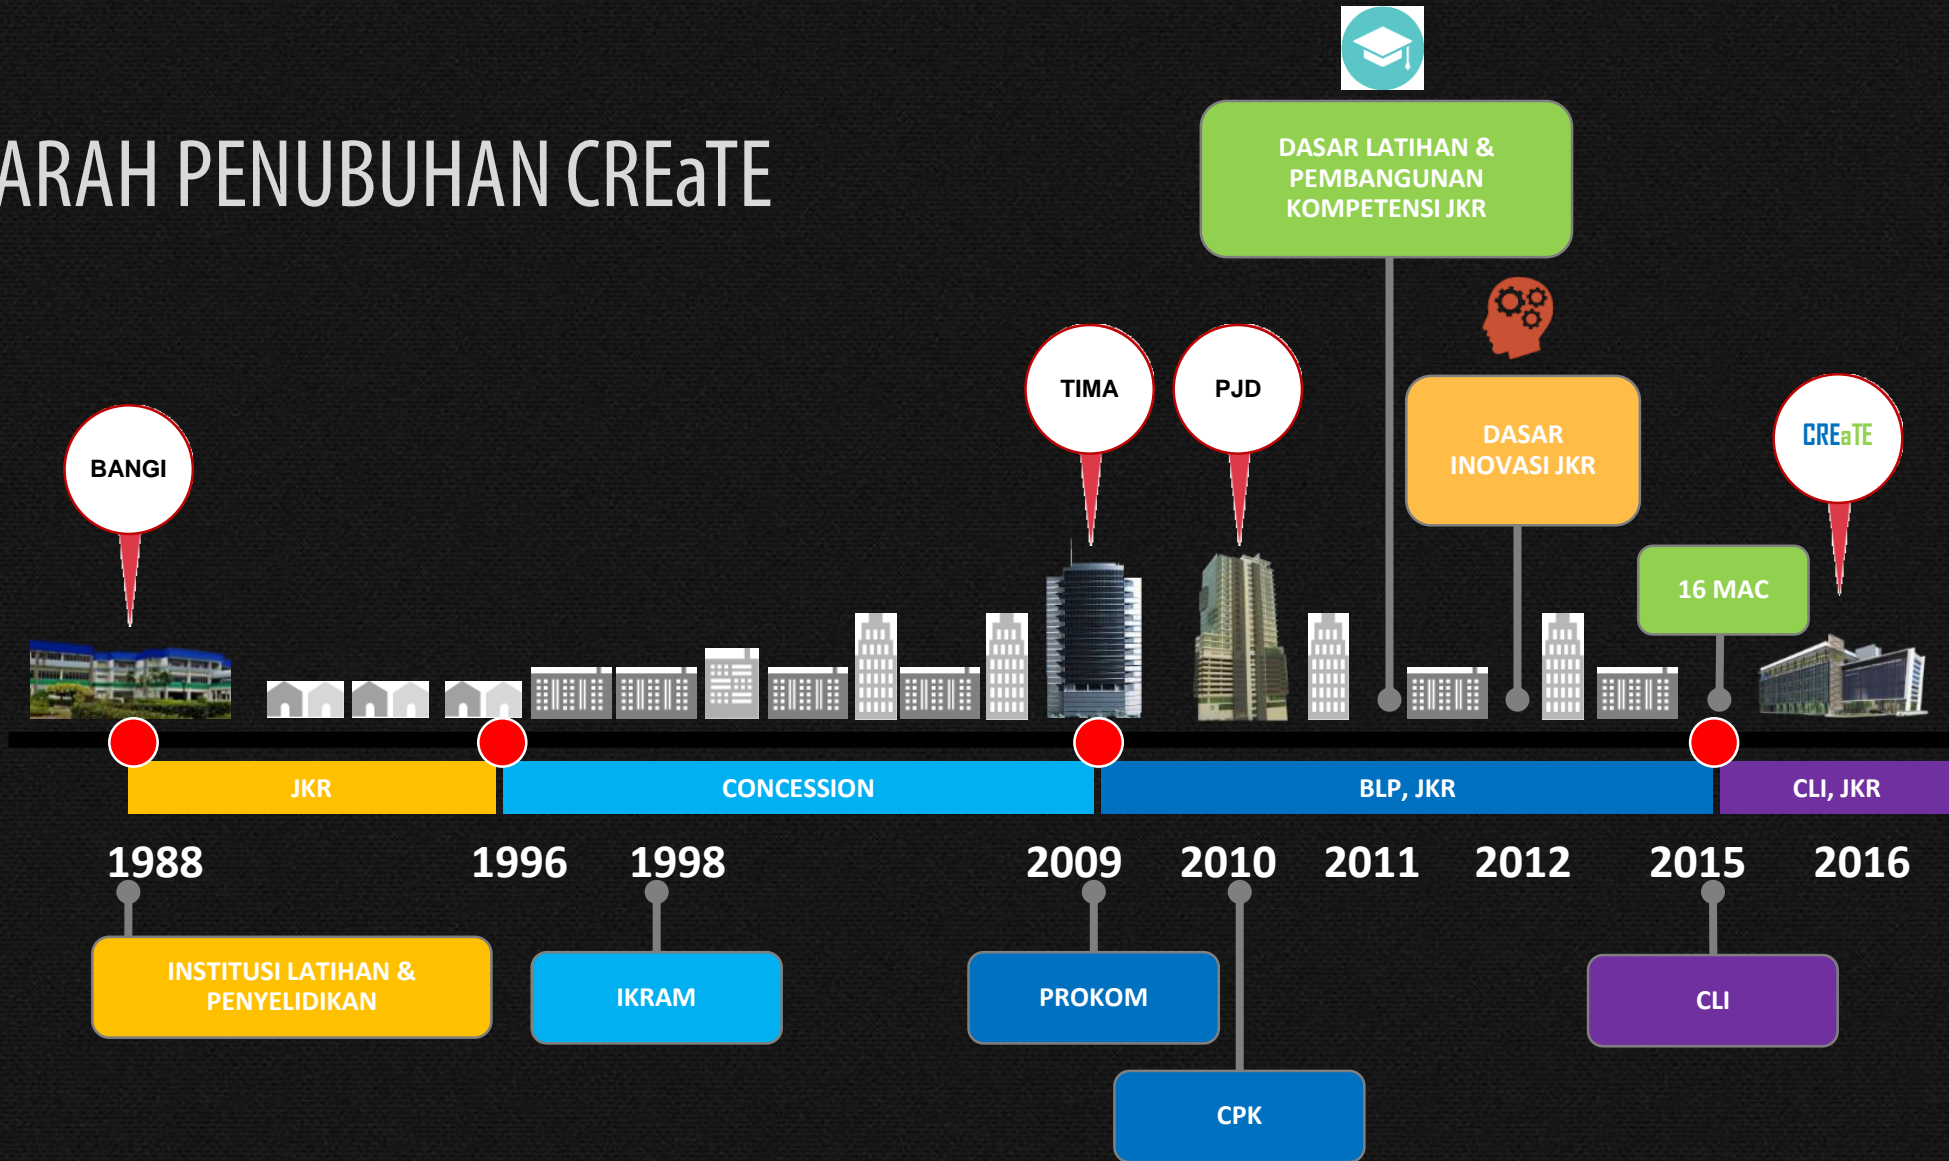 ARAH PENUBUHAN CREaTE
DASAR LATIHAN &
PEMBANGUNAN
KOMPETENSI JKR
DASAR
INOVASI JKR
BANGI
TIMA
PJD
CREaTE
16 MAC
JKR
CONCESSION
BLP, JKR
CLI, JKR
1988
1996
1998
2009
2010
2011
2012
2015
2016
INSTITUSI LATIHAN &
PENYELIDIKAN
IKRAM
PROKOM
CLI
CPK